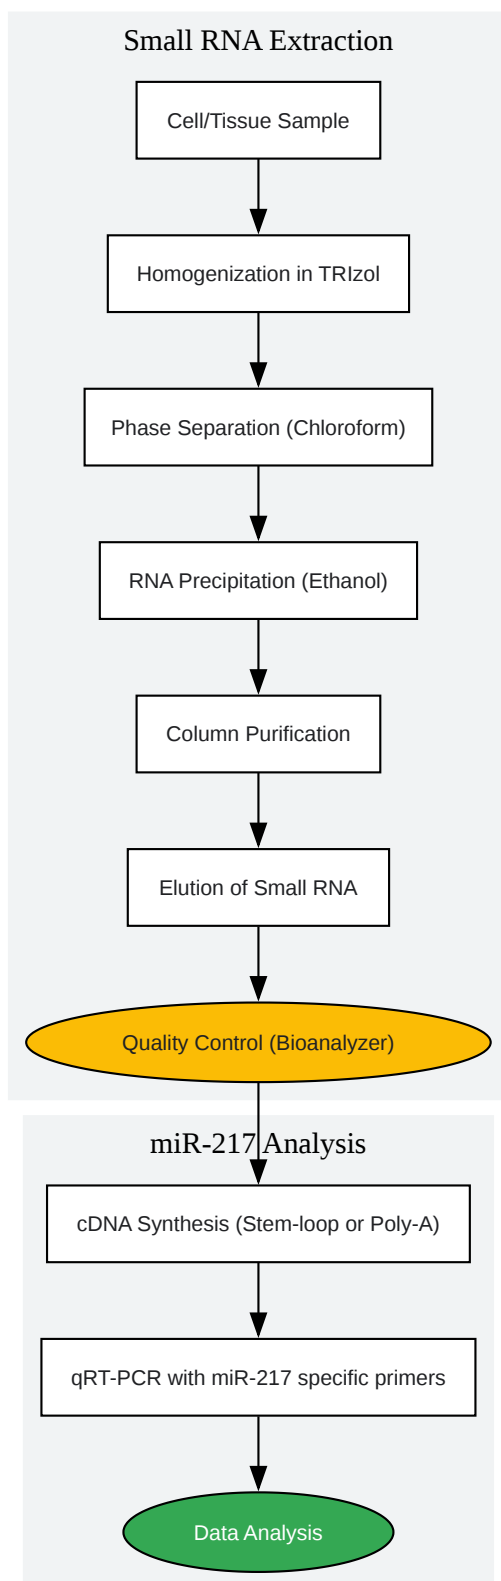 Small RNA Extraction
Cell/Tissue Sample
Homogenization in TRIzol
Phase Separation (Chloroform)
RNA Precipitation (Ethanol)
Column Purification
Elution of Small RNA
Quality Control (Bioanalyzer)
miR-217 Analysis
cDNA Synthesis (Stem-loop or Poly-A)
qRT-PCR with miR-217 specific primers
Data Analysis